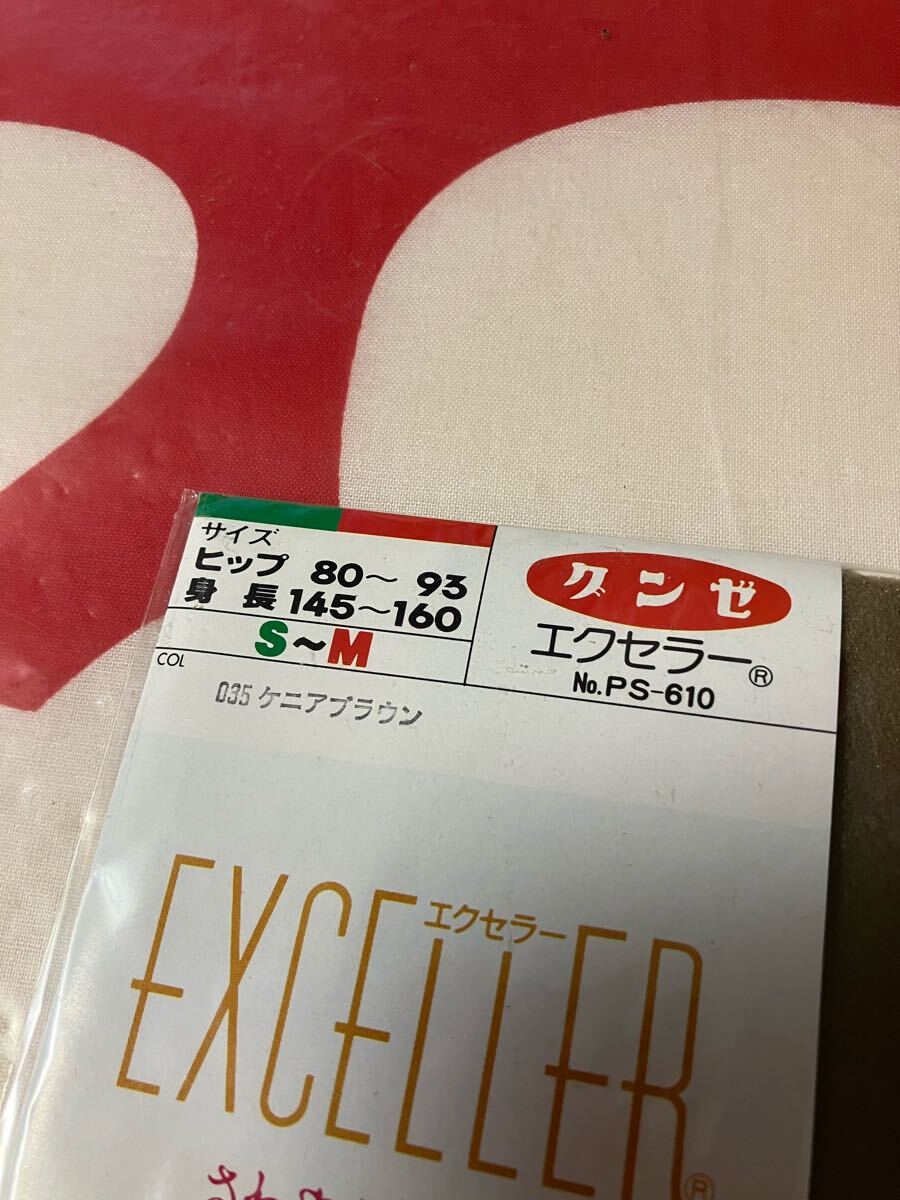 サイズ
ヒップ 80～93
身長 145～160
S～M
グンゼ
エクセラー®
No.PS-610
COL
035 ケニアブラウン
エクセラー
EXCELLER®